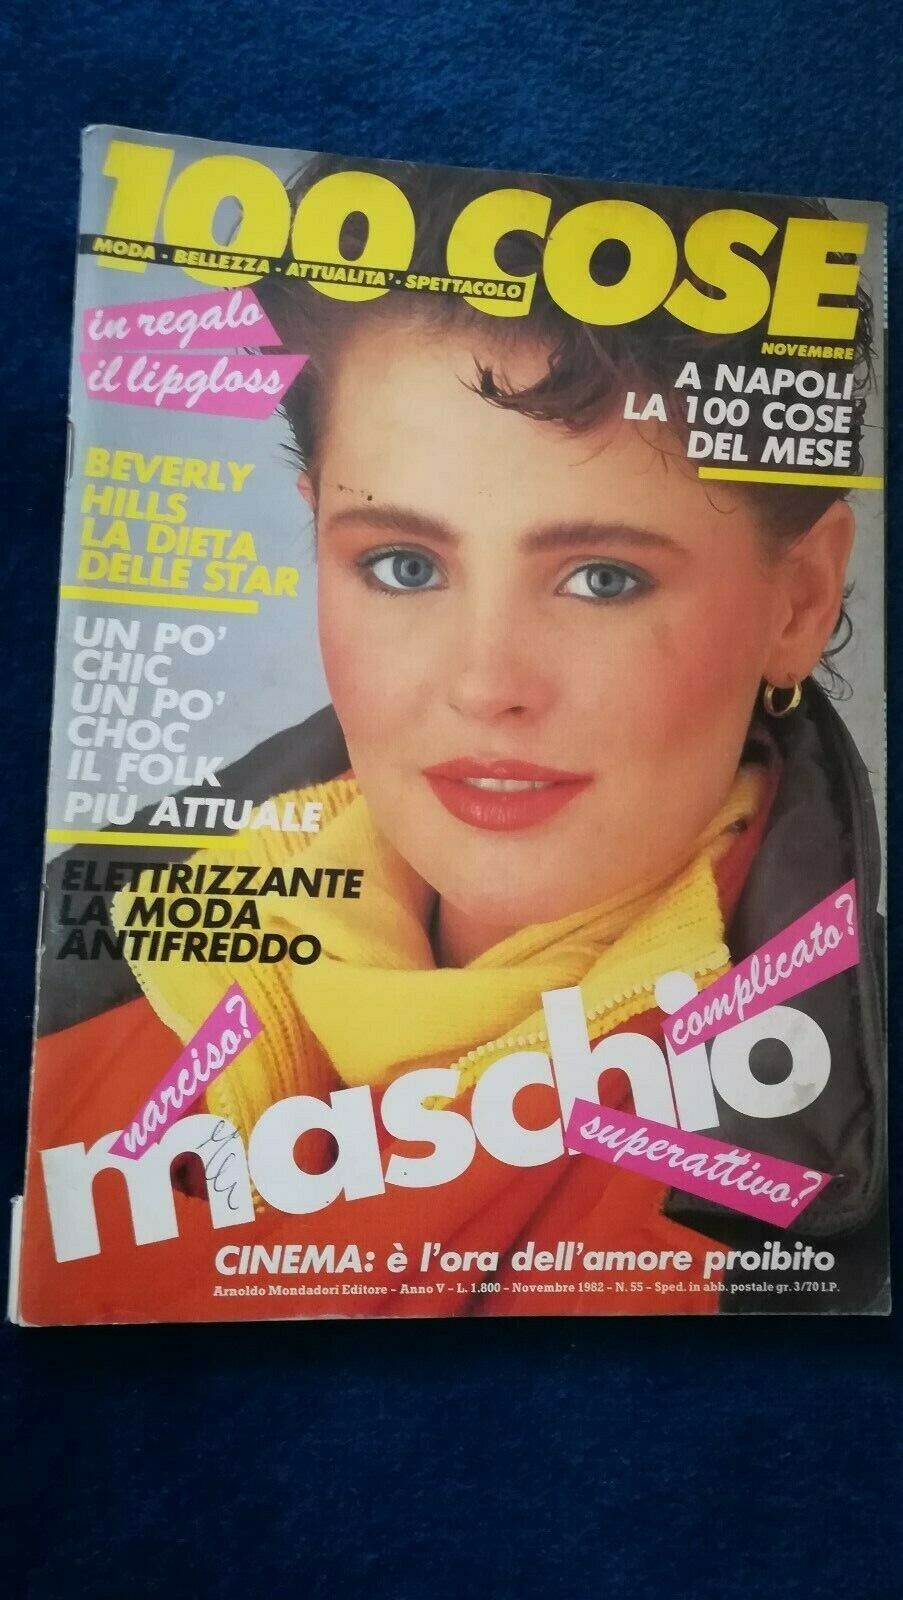 100 COSE
MODA · BELLEZZA · ATTUALITA' · SPETTACOLO
NOVEMBRE
in regalo
il lipgloss
A NAPOLI
LA 100 COSE
DEL MESE
BEVERLY
HILLS
LA DIETA
DELLE STAR
UN PO'
CHIC
UN PO'
CHOC
IL FOLK
PIÙ ATTUALE
ELETTRIZZANTE
LA MODA
ANTIFREDDO
narciso?
complicato?
maschio
superattivo?
CINEMA: è l'ora dell'amore proibito
Arnoldo Mondadori Editore – Anno V – L. 1.800 – Novembre 1982 – N. 55 – Sped. in abb. postale gr. 3/70 I.P.